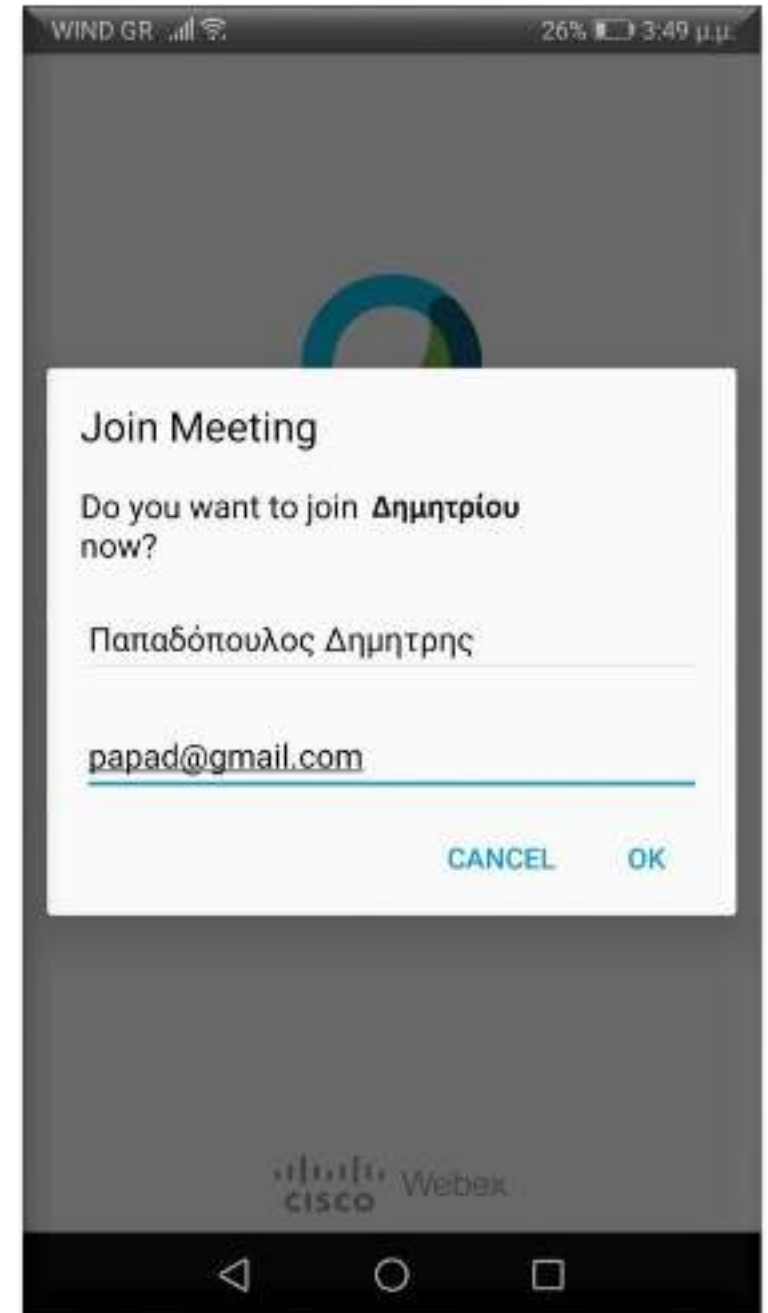 WIND GR 26% 3:49 μ.μ.
Join Meeting
Do you want to join Δημητρίου
now?
Παπαδόπουλος Δημητρης
papad@gmail.com
CANCEL OK
CISCO Webex